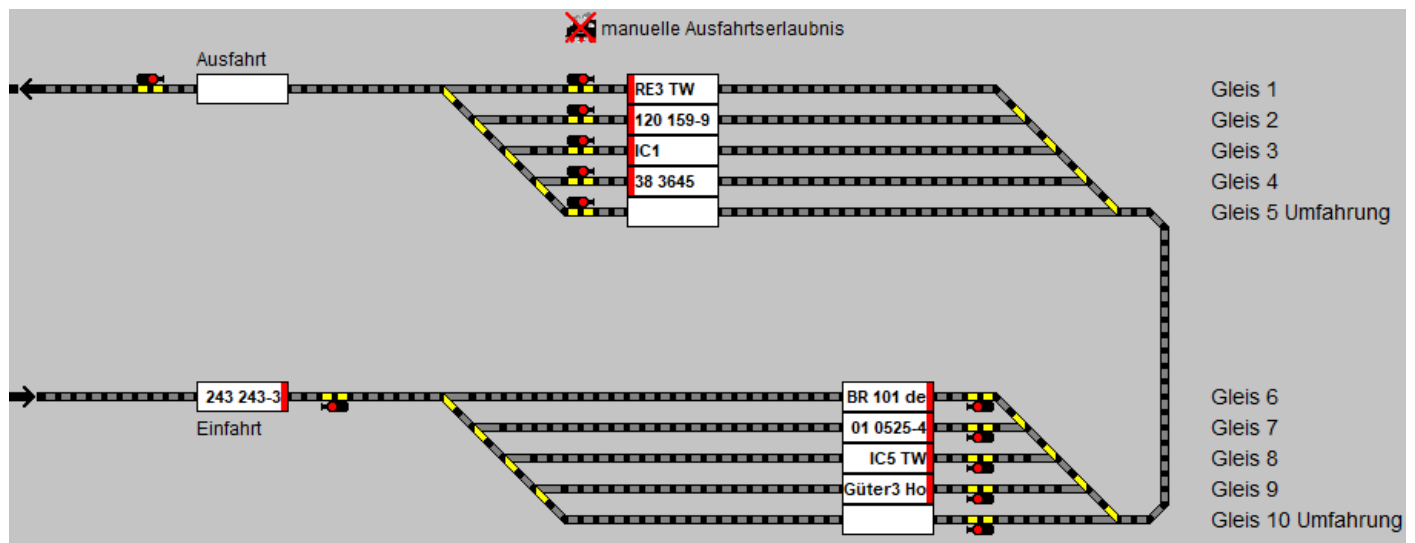 manuelle Ausfahrtserlaubnis
Ausfahrt
RE3 TW
Gleis 1
120 159-9
Gleis 2
IC1
Gleis 3
38 3645
Gleis 4
Gleis 5 Umfahrung
243 243-3
BR 101 de
Gleis 6
Einfahrt
01 0525-4
Gleis 7
IC5 TW
Gleis 8
Güter3 Ho
Gleis 9
Gleis 10 Umfahrung